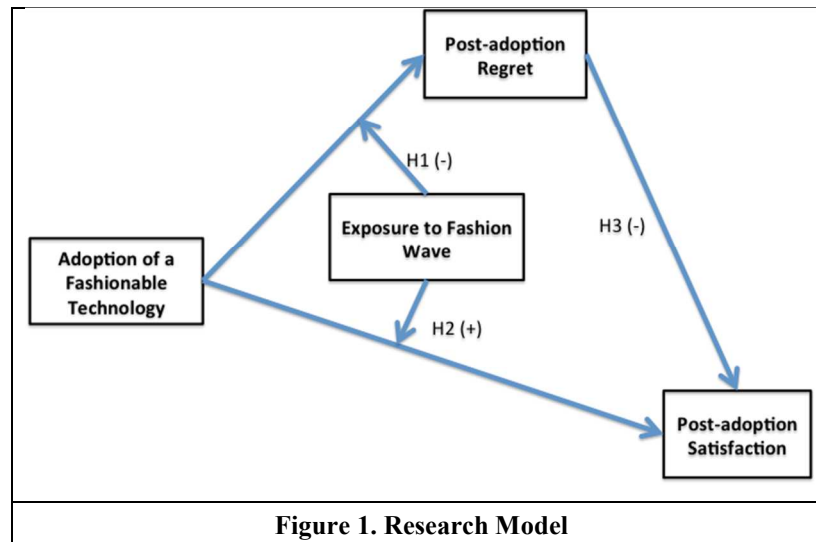 Post-adoption
Regret
H1 (-)
Exposure to Fashion
Wave
H3 (-)
Adoption of a
Fashionable
Technology
H2 (+)
Post-adoption
Satisfaction
Figure 1. Research Model